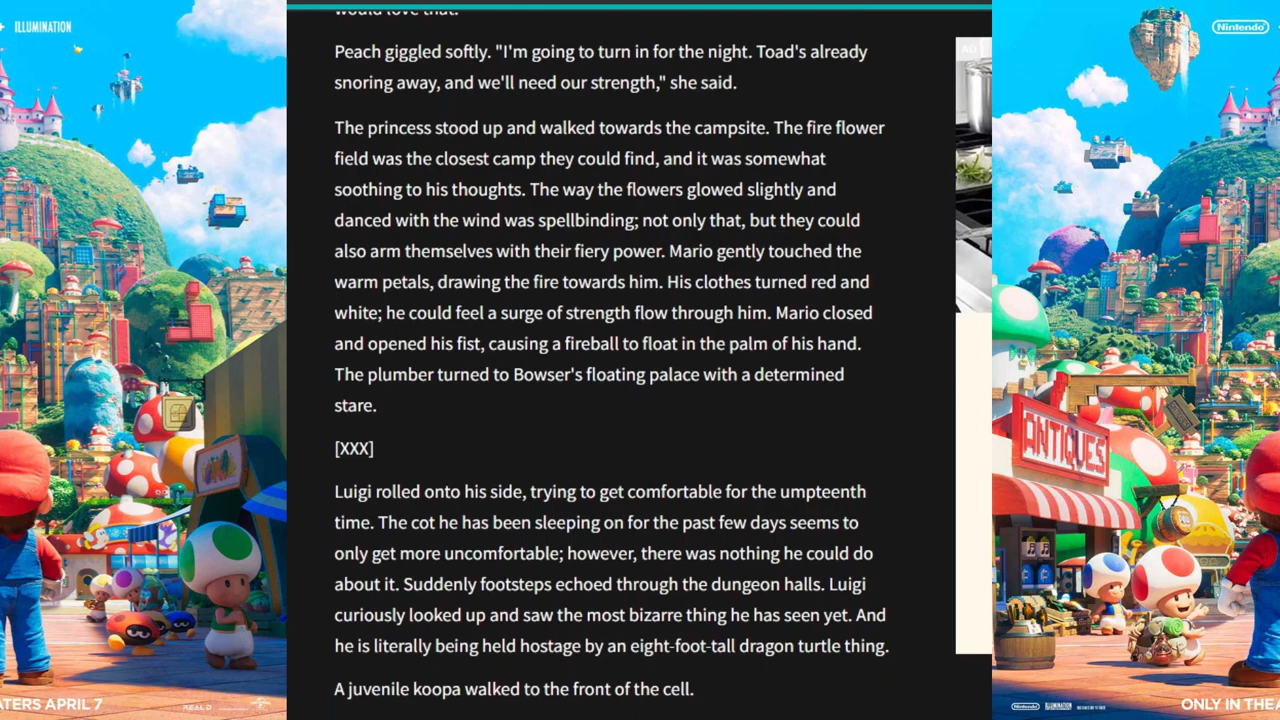 ILLUMINATION
would love that.
Nintendo
Peach giggled softly. "I'm going to turn in for the night. Toad's already
snoring away, and we'll need our strength," she said.
AD
The princess stood up and walked towards the campsite. The fire flower
field was the closest camp they could find, and it was somewhat
soothing to his thoughts. The way the flowers glowed slightly and
danced with the wind was spellbinding; not only that, but they could
also arm themselves with their fiery power. Mario gently touched the
warm petals, drawing the fire towards him. His clothes turned red and
white; he could feel a surge of strength flow through him. Mario closed
and opened his fist, causing a fireball to float in the palm of his hand.
The plumber turned to Bowser's floating palace with a determined
stare.
ANTIQUES
[XXX]
Luigi rolled onto his side, trying to get comfortable for the umpteenth
time. The cot he has been sleeping on for the past few days seems to
only get more uncomfortable; however, there was nothing he could do
about it. Suddenly footsteps echoed through the dungeon halls. Luigi
curiously looked up and saw the most bizarre thing he has seen yet. And
he is literally being held hostage by an eight-foot-tall dragon turtle thing.
A juvenile koopa walked to the front of the cell.
ATERS APRIL 7
REAL D
Nintendo
ILLUMINATION
ONLY IN THEA